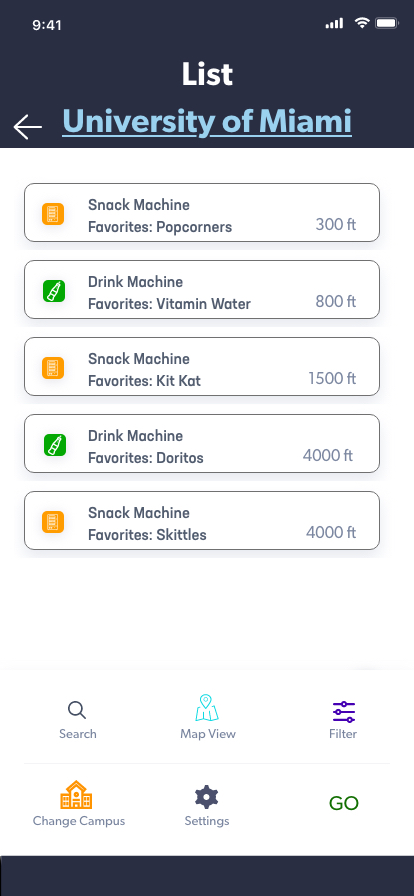 9:41
List
University of Miami
Snack Machine
Favorites: Popcorners
300 ft
Drink Machine
Favorites: Vitamin Water
800 ft
Snack Machine
Favorites: Kit Kat
1500 ft
Drink Machine
Favorites: Doritos
4000 ft
Snack Machine
Favorites: Skittles
4000 ft
Search
Map View
Filter
Change Campus
Settings
GO